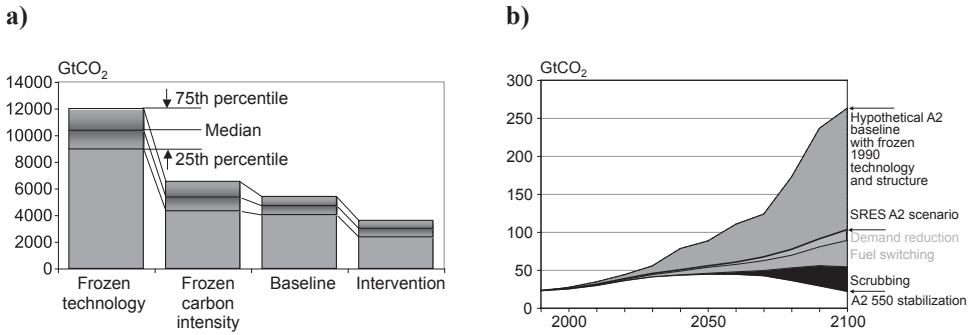 a)
GtCO2
14000
12000
10000
8000
6000
4000
2000
0
75th percentile
Median
25th percentile
Frozen
technology
Frozen
carbon
intensity
Baseline
Intervention
b)
GtCO2
300
250
200
150
100
50
0
2000
2050
2100
Hypothetical A2
baseline
with frozen
1990
technology
and structure
SRES A2 scenario
Demand reduction
Fuel switching
Scrubbing
A2 550 stabilization